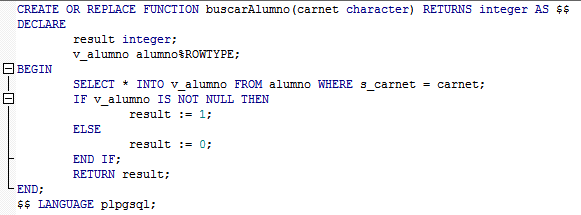 CREATE OR REPLACE FUNCTION buscarAlumno(carnet character) RETURNS integer AS $$
DECLARE
result integer;
v_alumno alumno%ROWTYPE;
BEGIN
SELECT * INTO v_alumno FROM alumno WHERE s_carnet = carnet;
IF v_alumno IS NOT NULL THEN
result := 1;
ELSE
result := 0;
END IF;
RETURN result;
END;
$$ LANGUAGE plpgsql;